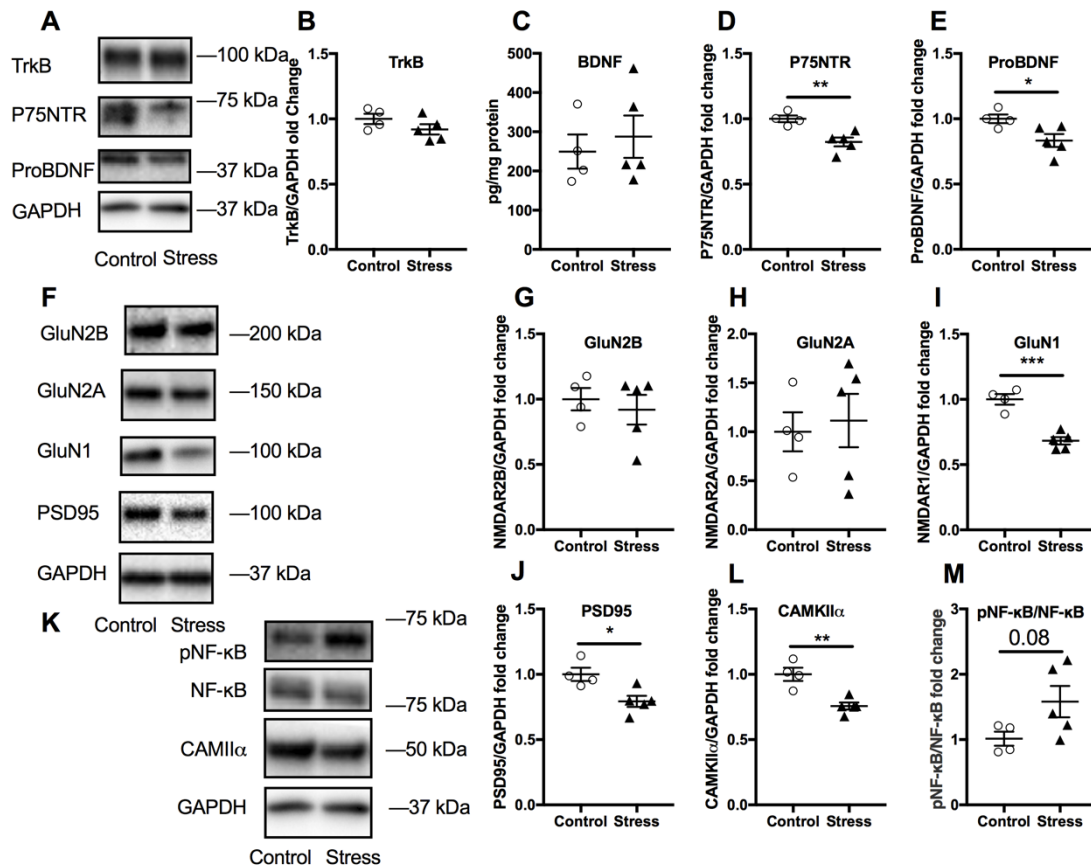 A
TrkB
—100 kDa
P75NTR
—75 kDa
ProBDNF
—37 kDa
GAPDH
—37 kDa
Control Stress
B
TrkB
TrkB/GAPDH old Change
1.5
1.0
0.5
0.0
Control Stress
C
BDNF
pg/mg protein
500
400
300
200
100
0
Control Stress
D
P75NTR
**
P75NTR/GAPDH fold change
1.5
1.0
0.5
0.0
Control Stress
E
ProBDNF
*
ProBDNF/GAPDH fold change
1.5
1.0
0.5
0.0
Control Stress
F
GluN2B
—200 kDa
GluN2A
—150 kDa
GluN1
—100 kDa
PSD95
—100 kDa
GAPDH
—37 kDa
Control Stress
G
GluN2B
NMDAR2B/GAPDH fold change
1.5
1.0
0.5
0.0
Control Stress
H
GluN2A
NMDAR2A/GAPDH fold change
2.0
1.5
1.0
0.5
0.0
Control Stress
I
GluN1
***
NMDAR1/GAPDH fold change
1.5
1.0
0.5
0.0
Control Stress
J
PSD95
*
PSD95/GAPDH fold change
1.5
1.0
0.5
0.0
Control Stress
K
—75 kDa
pNF-κB
NF-κB
—75 kDa
CAMIIα
—50 kDa
GAPDH
—37 kDa
Control Stress
L
CAMKIIα
**
CAMKIIα/GAPDH fold change
1.5
1.0
0.5
0.0
Control Stress
M
pNF-κB/NF-κB
0.08
pNF-κB/NF-κB fold change
3
2
1
0
Control Stress